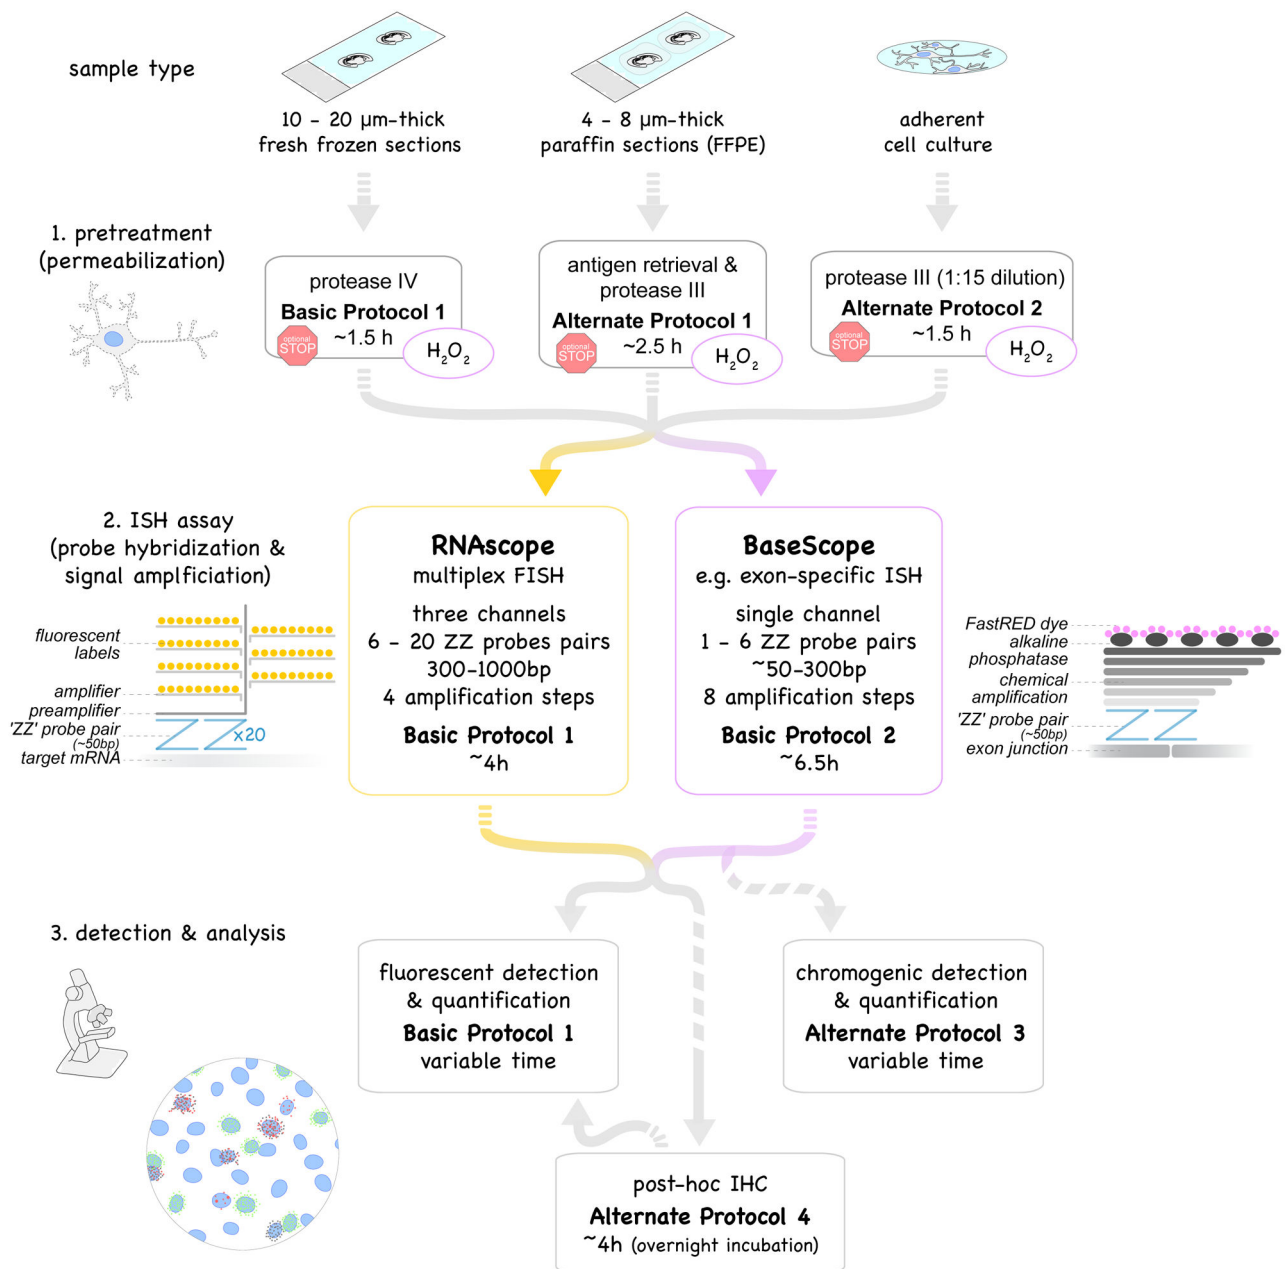 sample type
10 - 20 µm-thick
fresh frozen sections
4 - 8 µm-thick
paraffin sections (FFPE)
adherent
cell culture
1. pretreatment
(permeabilization)
protease IV
Basic Protocol 1
~1.5 h
optional
STOP
H₂O₂
antigen retrieval &
protease III
Alternate Protocol 1
~2.5 h
optional
STOP
H₂O₂
protease III (1:15 dilution)
Alternate Protocol 2
~1.5 h
optional
STOP
H₂O₂
2. ISH assay
(probe hybridization &
signal amplficiation)
fluorescent
labels
amplifier
preamplifier
'ZZ' probe pair
(~50bp)
x20
target mRNA
RNAscope
multiplex FISH
three channels
6 - 20 ZZ probes pairs
300-1000bp
4 amplification steps
Basic Protocol 1
~4h
BaseScope
e.g. exon-specific ISH
single channel
1 - 6 ZZ probe pairs
~50-300bp
8 amplification steps
Basic Protocol 2
~6.5h
FastRED dye
alkaline
phosphatase
chemical
amplification
'ZZ' probe pair
(~50bp)
exon junction
3. detection & analysis
fluorescent detection
& quantification
Basic Protocol 1
variable time
chromogenic detection
& quantification
Alternate Protocol 3
variable time
post-hoc IHC
Alternate Protocol 4
~4h (overnight incubation)